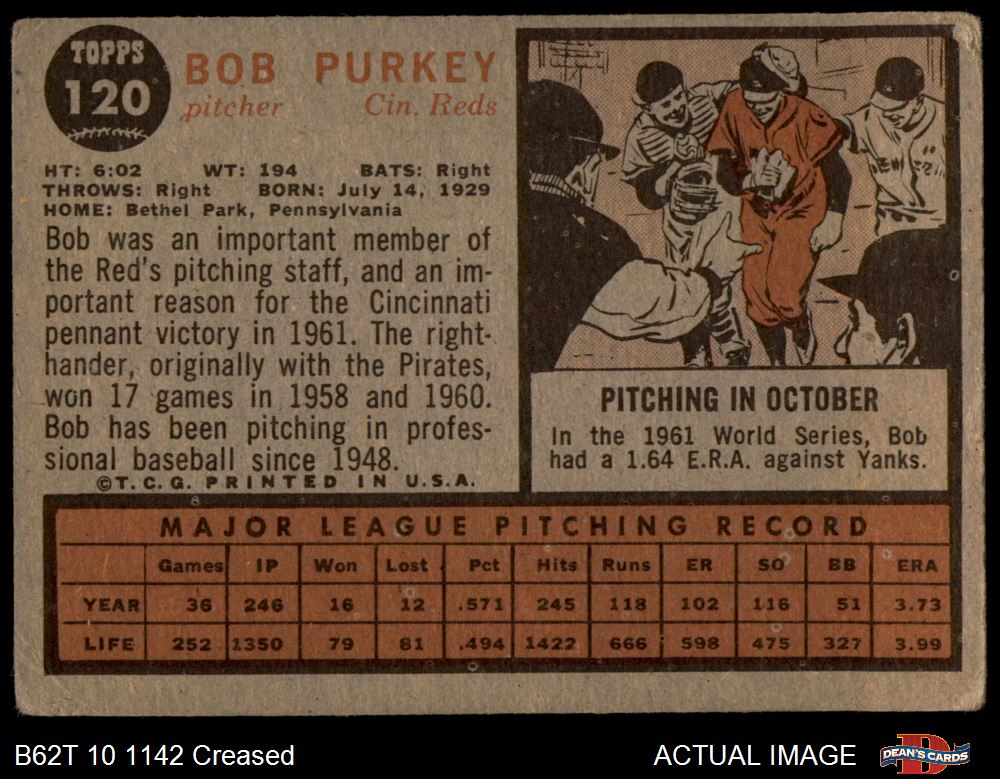 TOPPS
120
BOB PURKEY
pitcher Cin. Reds
HT: 6:02 WT: 194 BATS: Right
THROWS: Right BORN: July 14, 1929
HOME: Bethel Park, Pennsylvania
Bob was an important member of
the Red's pitching staff, and an im-
portant reason for the Cincinnati
pennant victory in 1961. The right-
hander, originally with the Pirates,
won 17 games in 1958 and 1960.
Bob has been pitching in profes-
sional baseball since 1948.
©T.C.G. PRINTED IN U.S.A.
PITCHING IN OCTOBER
In the 1961 World Series, Bob
had a 1.64 E.R.A. against Yanks.
MAJOR LEAGUE PITCHING RECORD
Games IP Won Lost Pct Hits Runs ER SO BB ERA
YEAR 36 246 16 12 .571 245 118 102 116 51 3.73
LIFE 252 1350 79 81 .494 1422 666 598 475 327 3.99
B62T 10 1142 Creased
ACTUAL IMAGE
DEAN'S CARDS